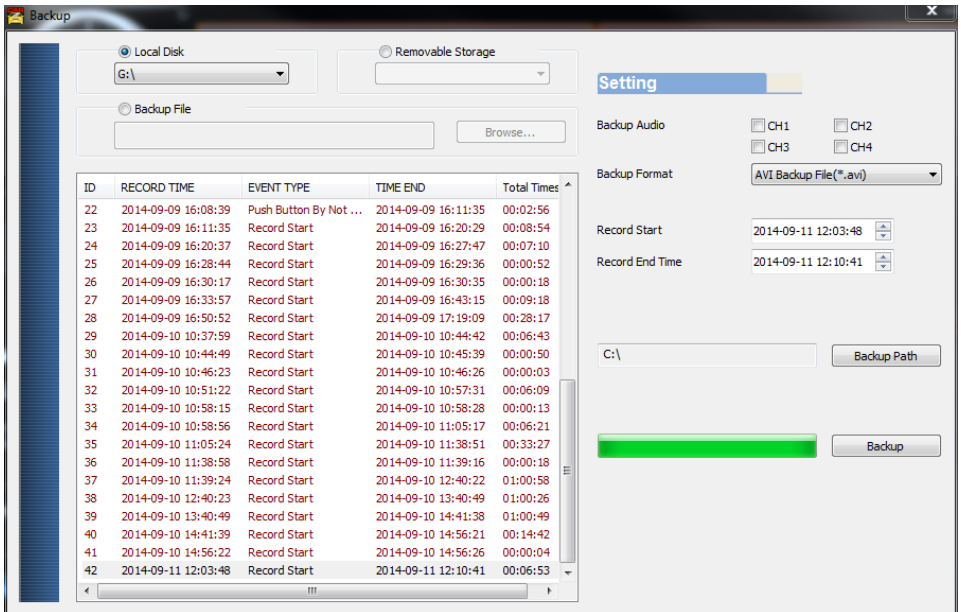 Backup
x
Local Disk
Removable Storage
G:\
Backup File
Browse...
ID RECORD TIME EVENT TYPE TIME END Total Times
22 2014-09-09 16:08:39 Push Button By Not ... 2014-09-09 16:11:35 00:02:56
23 2014-09-09 16:11:35 Record Start 2014-09-09 16:20:29 00:08:54
24 2014-09-09 16:20:37 Record Start 2014-09-09 16:27:47 00:07:10
25 2014-09-09 16:28:44 Record Start 2014-09-09 16:29:36 00:00:52
26 2014-09-09 16:30:17 Record Start 2014-09-09 16:30:35 00:00:18
27 2014-09-09 16:33:57 Record Start 2014-09-09 16:43:15 00:09:18
28 2014-09-09 16:50:52 Record Start 2014-09-09 17:19:09 00:28:17
29 2014-09-10 10:37:59 Record Start 2014-09-10 10:44:42 00:06:43
30 2014-09-10 10:44:49 Record Start 2014-09-10 10:45:39 00:00:50
31 2014-09-10 10:46:23 Record Start 2014-09-10 10:46:26 00:00:03
32 2014-09-10 10:51:22 Record Start 2014-09-10 10:57:31 00:06:09
33 2014-09-10 10:58:15 Record Start 2014-09-10 10:58:28 00:00:13
34 2014-09-10 10:58:56 Record Start 2014-09-10 11:05:17 00:06:21
35 2014-09-10 11:05:24 Record Start 2014-09-10 11:38:51 00:33:27
36 2014-09-10 11:38:58 Record Start 2014-09-10 11:39:16 00:00:18
37 2014-09-10 11:39:24 Record Start 2014-09-10 12:40:22 01:00:58
38 2014-09-10 12:40:23 Record Start 2014-09-10 13:40:49 01:00:26
39 2014-09-10 13:40:49 Record Start 2014-09-10 14:41:38 01:00:49
40 2014-09-10 14:41:39 Record Start 2014-09-10 14:56:21 00:14:42
41 2014-09-10 14:56:22 Record Start 2014-09-10 14:56:26 00:00:04
42 2014-09-11 12:03:48 Record Start 2014-09-11 12:10:41 00:06:53
Setting
Backup Audio CH1 CH2
CH3 CH4
Backup Format AVI Backup File(*.avi)
Record Start 2014-09-11 12:03:48
Record End Time 2014-09-11 12:10:41
C:\ Backup Path
Backup